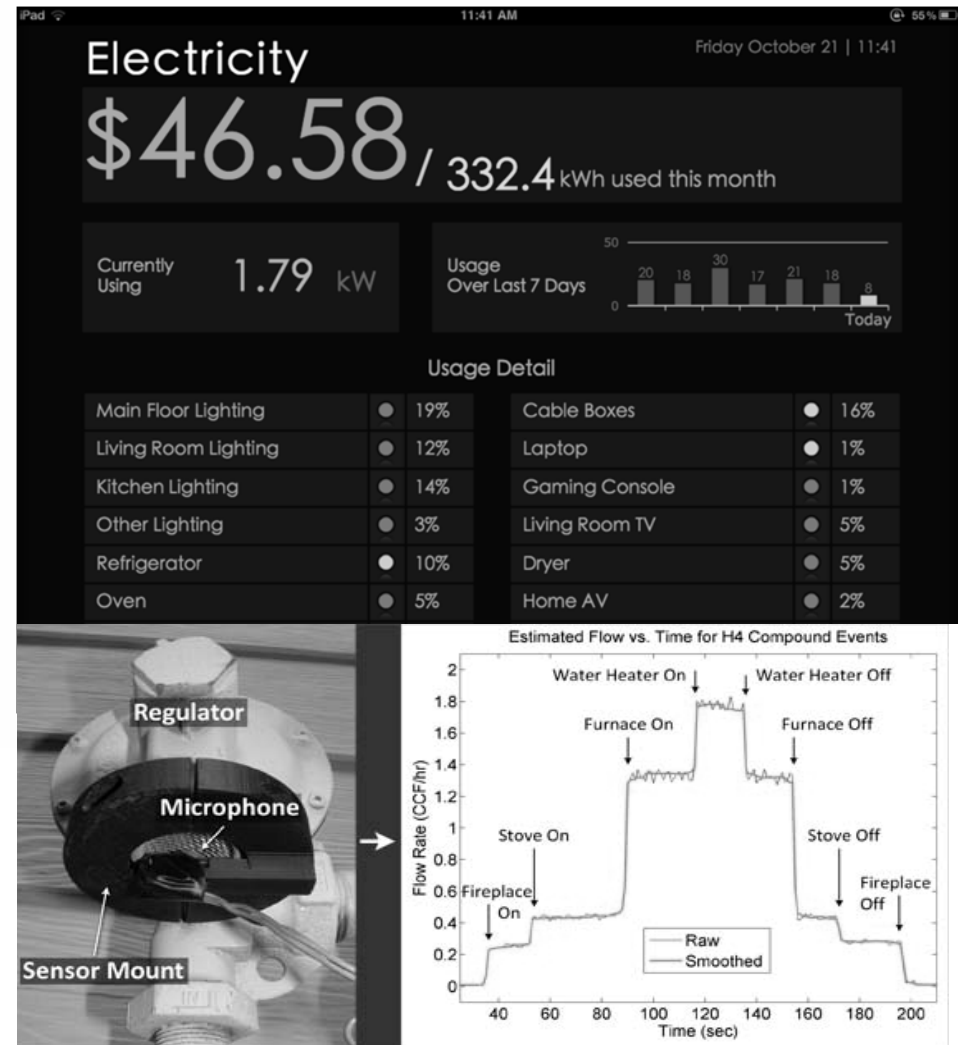 iPad 11:41 AM 55%
Electricity
Friday October 21 | 11:41
$46.58 / 332.4 kWh used this month
Currently
Using
1.79 kW
Usage
Over Last 7 Days
50
20 18 30 17 21 18 8
0
Today
Usage Detail
Main Floor Lighting 19%
Living Room Lighting 12%
Kitchen Lighting 14%
Other Lighting 3%
Refrigerator 10%
Oven 5%
Cable Boxes 16%
Laptop 1%
Gaming Console 1%
Living Room TV 5%
Dryer 5%
Home AV 2%
Regulator
Microphone
Sensor Mount
Estimated Flow vs. Time for H4 Compound Events
Flow Rate (CCF/hr)
2
1.8
1.6
1.4
1.2
1
0.8
0.6
0.4
0.2
0
Water Heater On
Water Heater Off
Furnace On
Furnace Off
Stove On
Stove Off
Fireplace
On
Fireplace
Off
Raw
Smoothed
40 60 80 100 120 140 160 180 200
Time (sec)